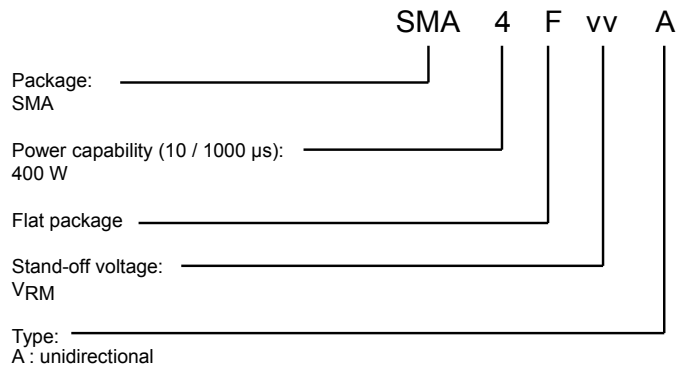 SMA 4 F vv A
Package:
SMA
Power capability (10 / 1000 µs):
400 W
Flat package
Stand-off voltage:
VRM
Type:
A : unidirectional